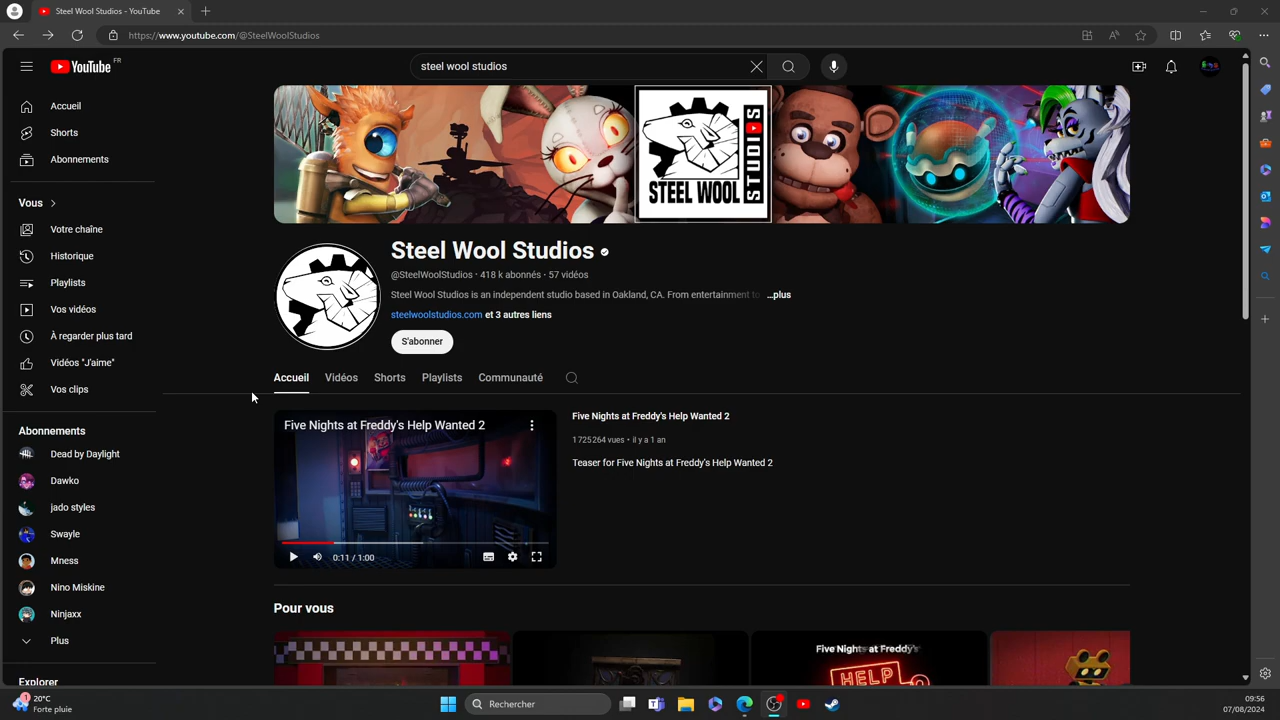 Steel Wool Studios - YouTube
https://www.youtube.com/@SteelWoolStudios
YouTube FR
steel wool studios
Accueil
Shorts
Abonnements
Vous
Votre chaîne
Historique
Playlists
Vos vidéos
À regarder plus tard
Vidéos "J'aime"
Vos clips
Abonnements
Dead by Daylight
Dawko
jado styles
Swayle
Mness
Nino Miskine
Ninjaxx
Plus
Explorer
STEEL WOOL STUDIOS
Steel Wool Studios
@SteelWoolStudios · 418 k abonnés · 57 vidéos
Steel Wool Studios is an independent studio based in Oakland, CA. From entertainment to ...plus
steelwoolstudios.com et 3 autres liens
S'abonner
Accueil Vidéos Shorts Playlists Communauté
Five Nights at Freddy's Help Wanted 2
0:11 / 1:00
Five Nights at Freddy's Help Wanted 2
1 725 264 vues · il y a 1 an
Teaser for Five Nights at Freddy's Help Wanted 2
Pour vous
Five Nights at Freddy's
HELP
20°C
Forte pluie
1
Rechercher
09:56
07/08/2024